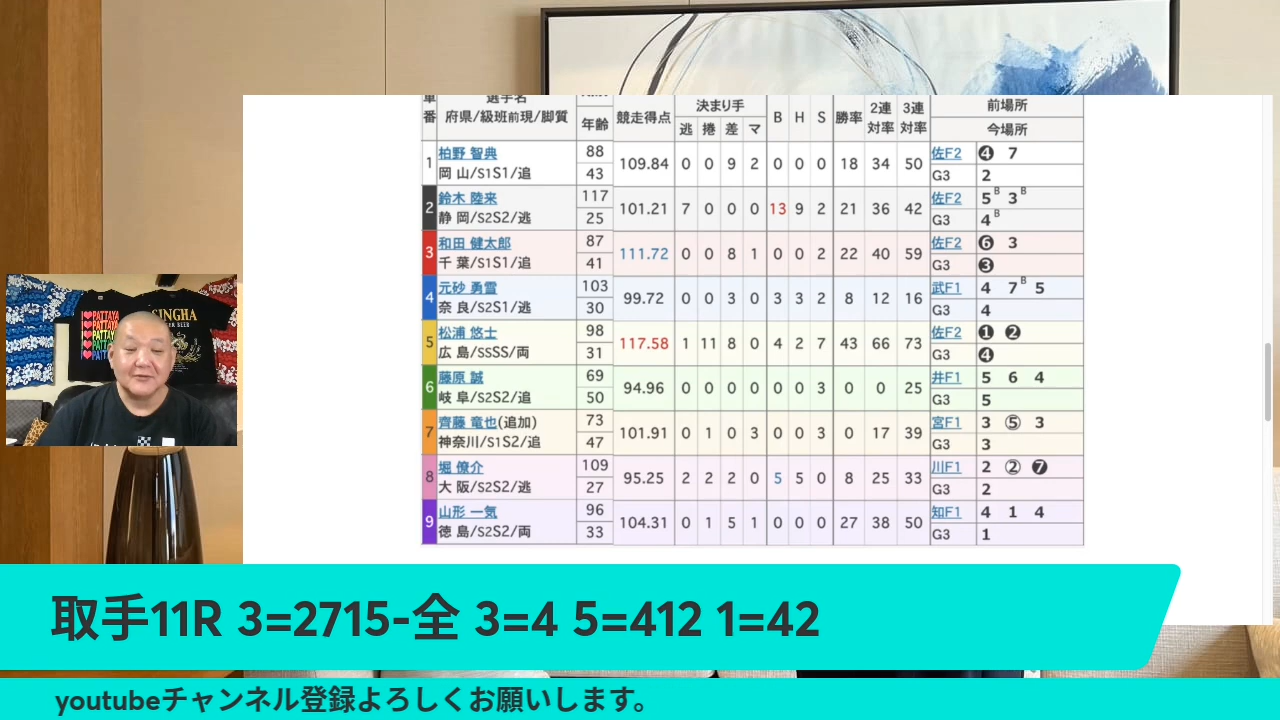 車番 選手名 府県/級班前現/脚質 年齢 競走得点 決まり手 逃 捲 差 マ B H S 勝率 2連対率 3連対率 前場所 今場所
1 柏野 智典 岡 山/S1S1/追 88 43 109.84 0 0 9 2 0 0 0 18 34 50 佐F2 ❹ 7 G3 2
2 鈴木 陸来 静 岡/S2S2/逃 117 25 101.21 7 0 0 0 13 9 2 21 36 42 佐F2 5B 3B G3 4B
3 和田 健太郎 千 葉/S1S1/追 87 41 111.72 0 0 8 1 0 0 2 22 40 59 佐F2 ❻ 3 G3 ❸
4 元砂 勇雪 奈 良/S2S1/逃 103 30 99.72 0 0 3 0 3 3 2 8 12 16 武F1 4 7B 5 G3 4
5 松浦 悠士 広 島/SSSS/両 98 31 117.58 1 11 8 0 4 2 7 43 66 73 佐F2 ❶ ❷ G3 ❹
6 藤原 誠 岐 阜/S2S2/追 69 50 94.96 0 0 0 0 0 0 3 0 0 25 井F1 5 6 4 G3 5
7 齊藤 竜也(追加) 神奈川/S1S2/追 73 47 101.91 0 1 0 3 0 0 3 0 17 39 宮F1 3 ⑤ 3 G3 3
8 堀 僚介 大 阪/S2S2/逃 109 27 95.25 2 2 2 0 5 5 0 8 25 33 川F1 2 ② ❼ G3 2
9 山形 一気 徳 島/S2S2/両 96 33 104.31 0 1 5 1 0 0 0 27 38 50 知F1 4 1 4 G3 1
I❤PATTAYA
SINGHA
取手11R 3=2715-全 3=4 5=412 1=42
youtubeチャンネル登録よろしくお願いします。